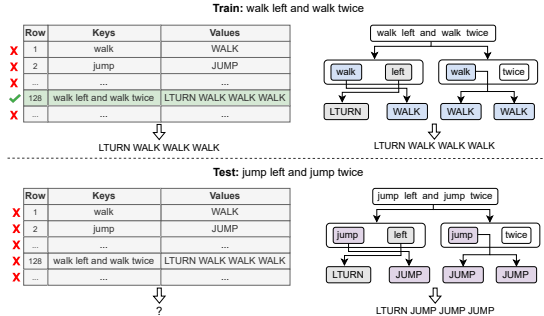 Train: walk left and walk twice
Row Keys Values
1 walk WALK
2 jump JUMP
... ... ...
128 walk left and walk twice LTURN WALK WALK WALK
... ... ...
LTURN WALK WALK WALK
walk left and walk twice
walk left walk twice
LTURN WALK WALK WALK
LTURN WALK WALK WALK
Test: jump left and jump twice
Row Keys Values
1 walk WALK
2 jump JUMP
... ... ...
128 walk left and walk twice LTURN WALK WALK WALK
... ... ...
?
jump left and jump twice
jump left jump twice
LTURN JUMP JUMP JUMP
LTURN JUMP JUMP JUMP